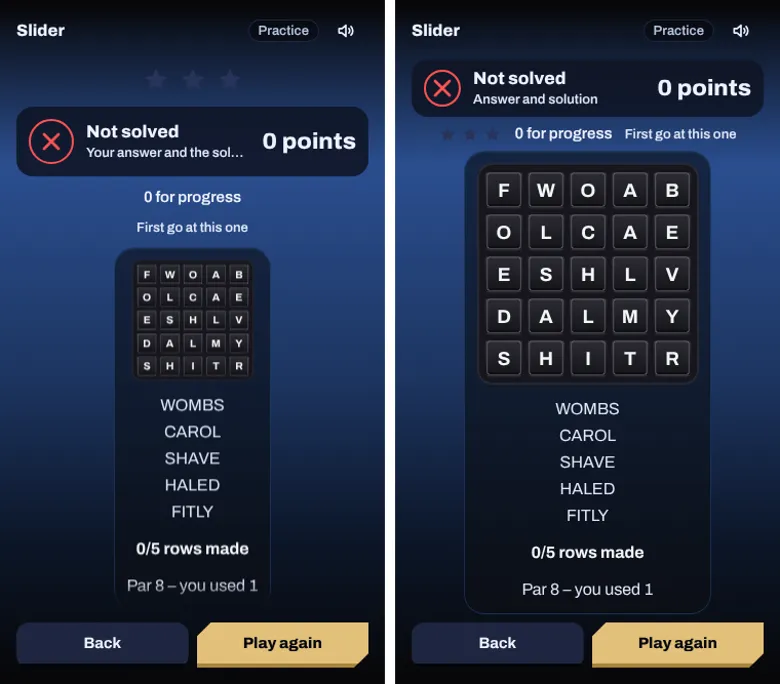 Slider
Practice
Not solved
Your answer and the sol...
0 points
0 for progress
First go at this one
F W O A B
O L C A E
E S H L V
D A L M Y
S H I T R
WOMBS
CAROL
SHAVE
HALED
FITLY
0/5 rows made
Par 8 – you used 1
Back
Play again
Slider
Practice
Not solved
Answer and solution
0 points
0 for progress
First go at this one
F W O A B
O L C A E
E S H L V
D A L M Y
S H I T R
WOMBS
CAROL
SHAVE
HALED
FITLY
0/5 rows made
Par 8 – you used 1
Back
Play again